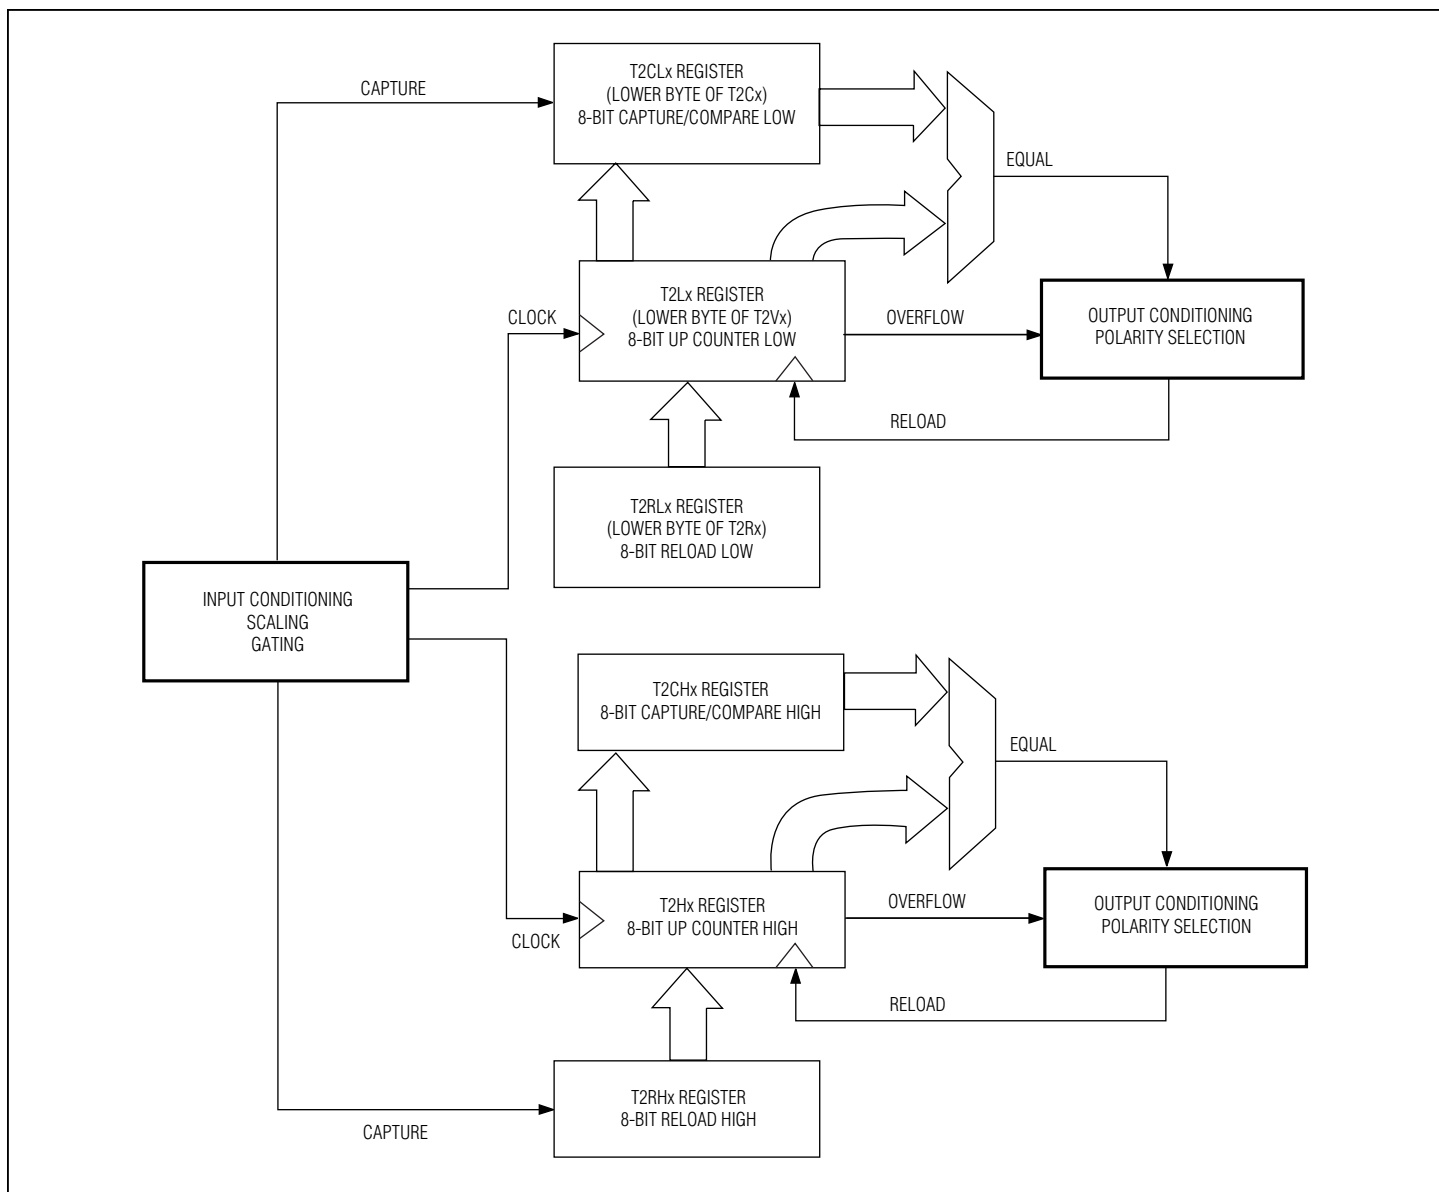 T2CLx REGISTER
(LOWER BYTE OF T2Cx)
8-BIT CAPTURE/COMPARE LOW
CAPTURE
EQUAL
T2Lx REGISTER
(LOWER BYTE OF T2Vx)
8-BIT UP COUNTER LOW
CLOCK
OVERFLOW
OUTPUT CONDITIONING
POLARITY SELECTION
RELOAD
T2RLx REGISTER
(LOWER BYTE OF T2Rx)
8-BIT RELOAD LOW
INPUT CONDITIONING
SCALING
GATING
T2CHx REGISTER
8-BIT CAPTURE/COMPARE HIGH
EQUAL
T2Hx REGISTER
8-BIT UP COUNTER HIGH
CLOCK
OVERFLOW
OUTPUT CONDITIONING
POLARITY SELECTION
RELOAD
T2RHx REGISTER
8-BIT RELOAD HIGH
CAPTURE